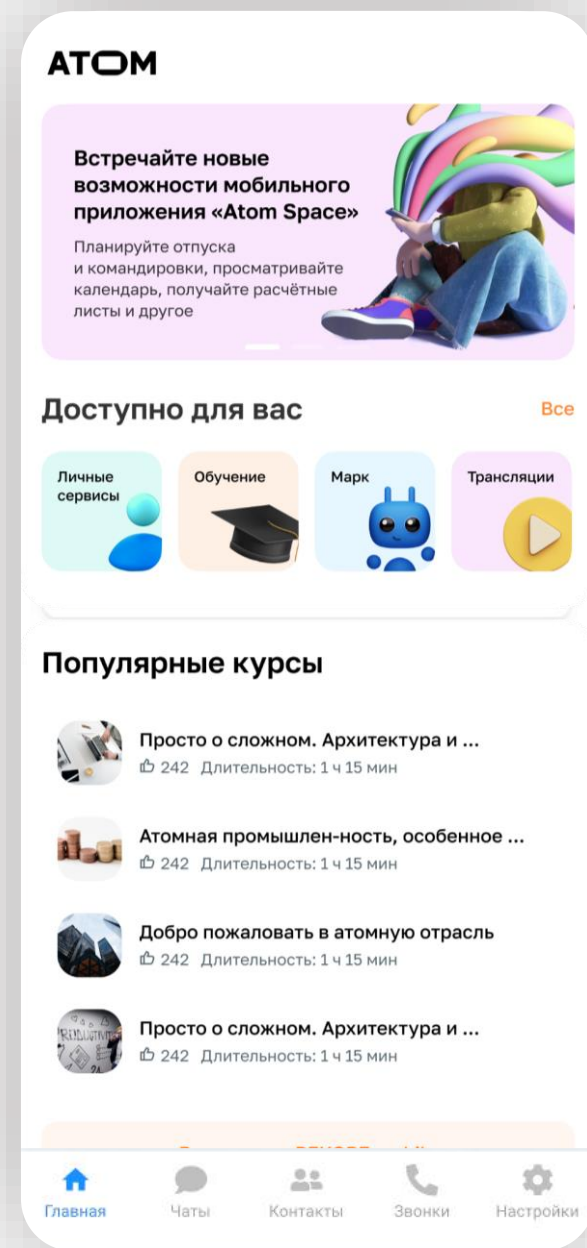 АТОМ
Встречайте новые
возможности мобильного
приложения «Atom Space»
Планируйте отпуска
и командировки, просматривайте
календарь, получайте расчётные
листы и другое
Доступно для вас
Все
Личные
сервисы
Обучение
Марк
Трансляции
Популярные курсы
Просто о сложном. Архитектура и ...
242 Длительность: 1 ч 15 мин
Атомная промышлен-ность, особенное ...
242 Длительность: 1 ч 15 мин
Добро пожаловать в атомную отрасль
242 Длительность: 1 ч 15 мин
Просто о сложном. Архитектура и ...
242 Длительность: 1 ч 15 мин
Главная
Чаты
Контакты
Звонки
Настройки